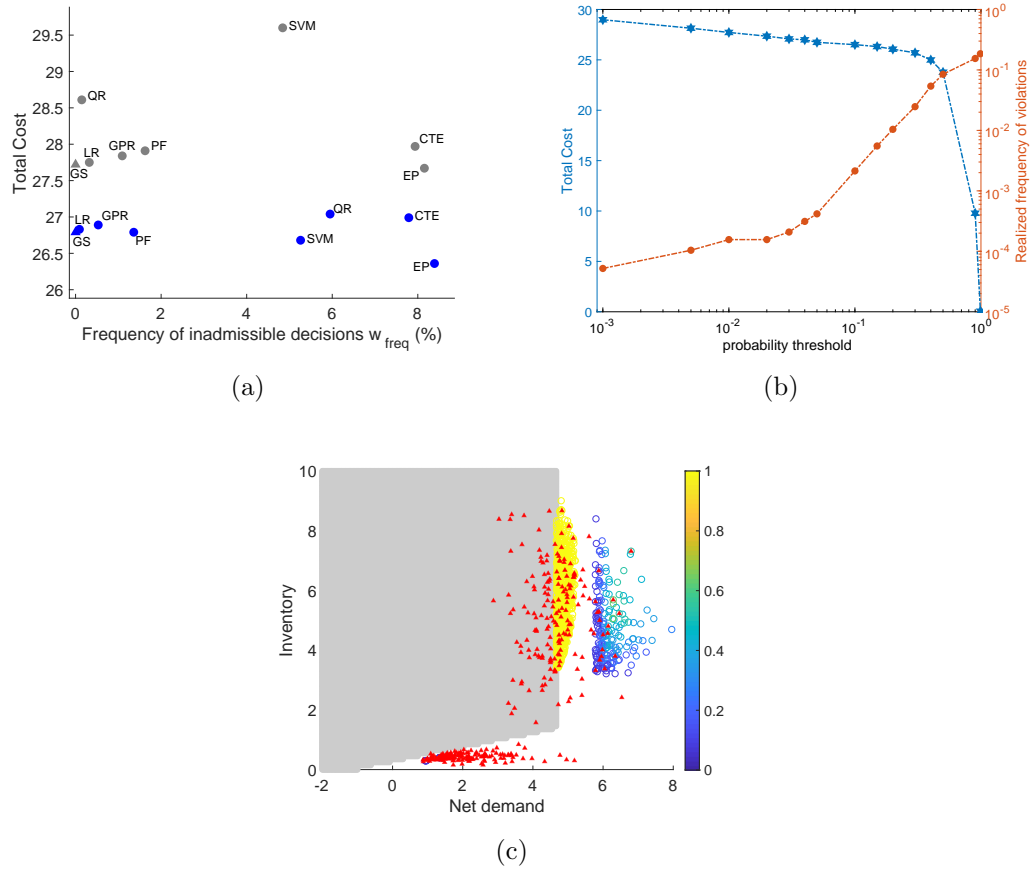 29.5
29
28.5
28
27.5
27
26.5
26
Total Cost
SVM
QR
LR
GPR
PF
GS
CTE
EP
LR
GPR
GS
PF
QR
SVM
CTE
EP
0
2
4
6
8
Frequency of inadmissible decisions w freq (%)
(a)
30
25
20
15
10
5
0
Total Cost
10^0
10^-1
10^-2
10^-3
10^-4
10^-5
Realized frequency of violations
10^-3
10^-2
10^-1
10^0
probability threshold
(b)
10
8
6
4
2
0
Inventory
-2
0
2
4
6
8
Net demand
1
0.8
0.6
0.4
0.2
0
(c)